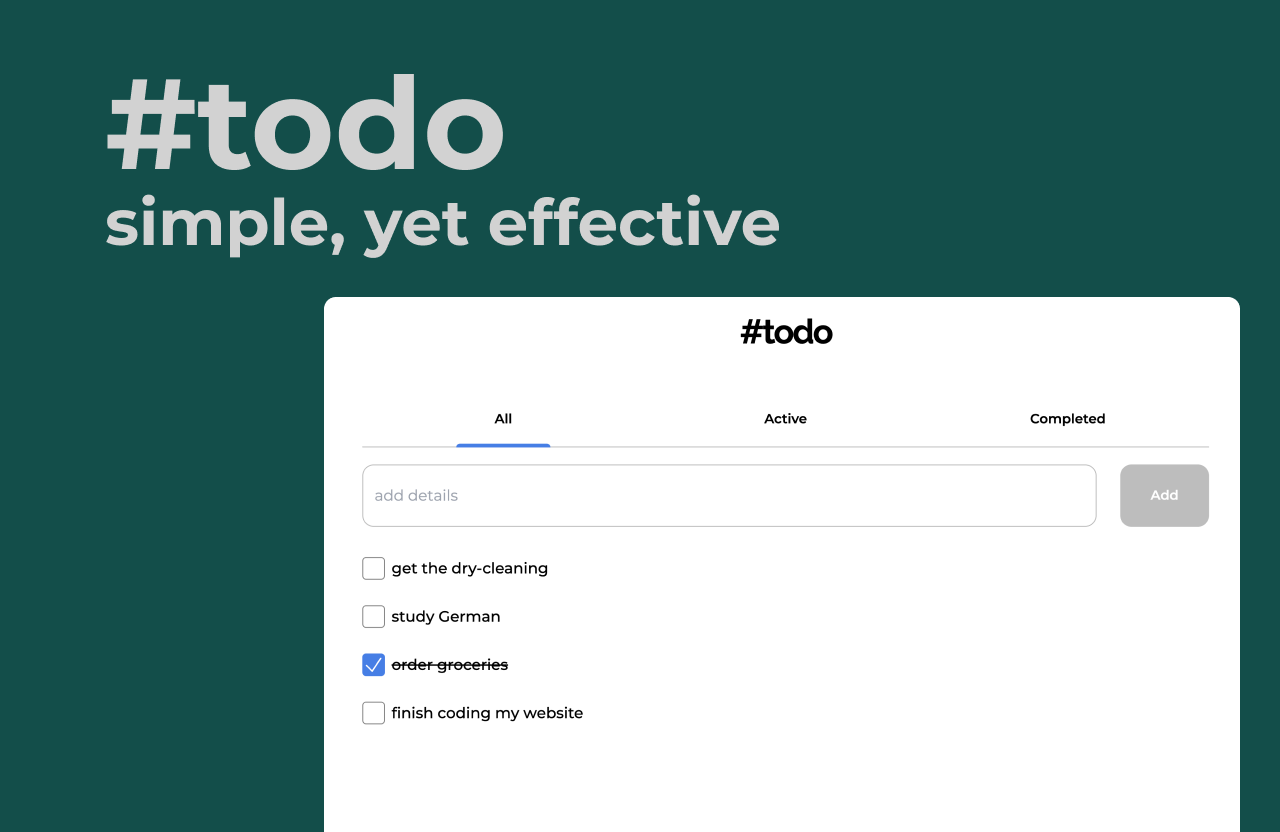 #todo
simple, yet effective
#todo
All Active Completed
add details Add
get the dry-cleaning
study German
order groceries
finish coding my website